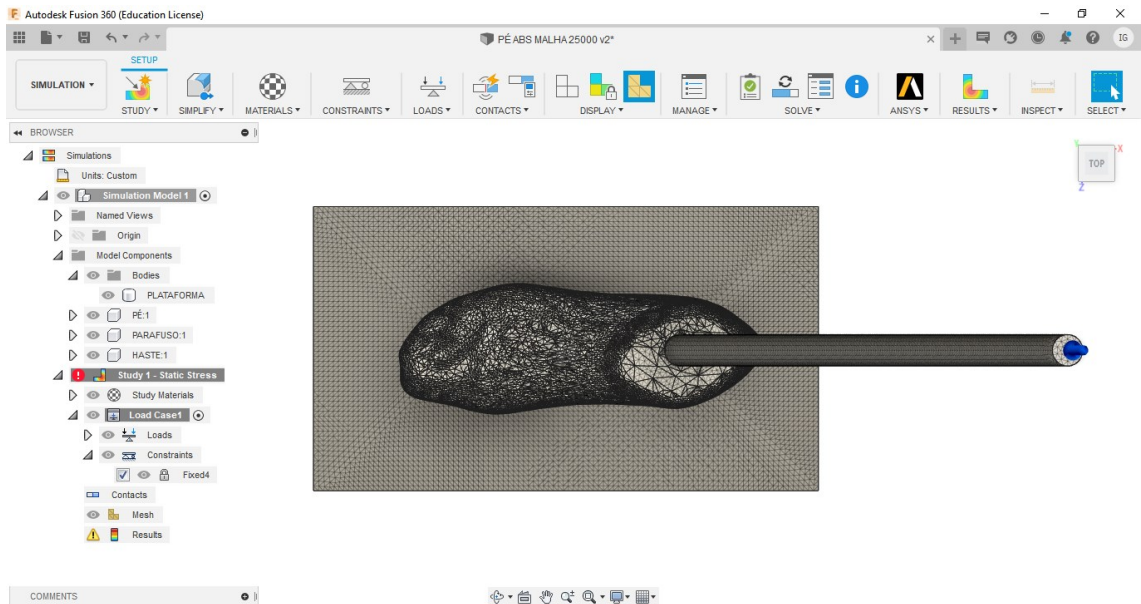 F Autodesk Fusion 360 (Education License)
PÉ ABS MALHA 25000 v2*
IG
SETUP
SIMULATION
STUDY
SIMPLIFY
MATERIALS
CONSTRAINTS
LOADS
CONTACTS
DISPLAY
MANAGE
SOLVE
ANSYS
RESULTS
INSPECT
SELECT
BROWSER
Simulations
Units: Custom
Simulation Model 1
Named Views
Origin
Model Components
Bodies
PLATAFORMA
PÉ:1
PARAFUSO:1
HASTE:1
Study 1 - Static Stress
Study Materials
Load Case1
Loads
Constraints
Fixed4
Contacts
Mesh
Results
Y
-X
TOP
Z
COMMENTS